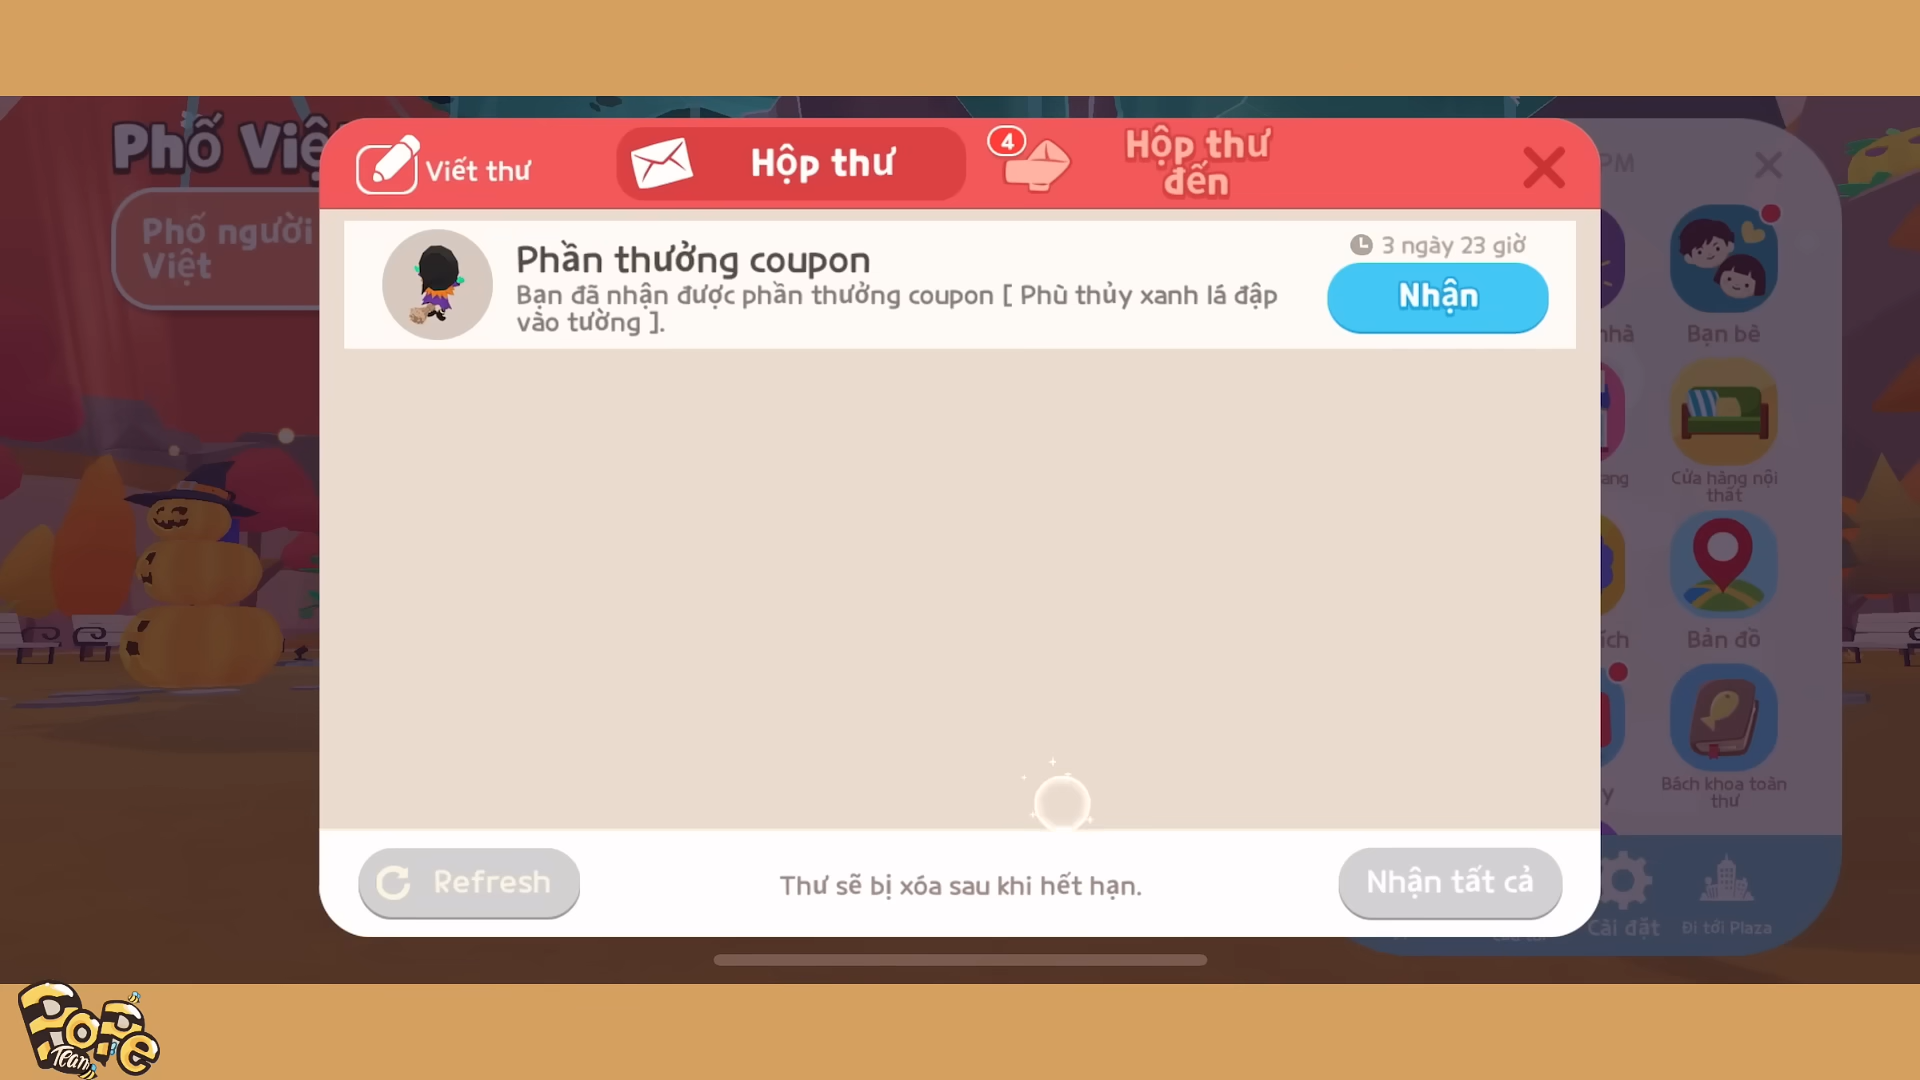 Phố Việ
Phố người
Việt
Viết thư
Hộp thư
4
Hộp thư
đến
PM
Phần thưởng coupon
Bạn đã nhận được phần thưởng coupon [ Phù thủy xanh lá đập
vào tường ].
3 ngày 23 giờ
Nhận
Bạn bè
Cửa hàng nội
thất
Bản đồ
Bách khoa toàn
thư
Refresh
Thư sẽ bị xóa sau khi hết hạn.
Nhận tất cả
Cài đặt
Đi tới Plaza
PoPe
Team